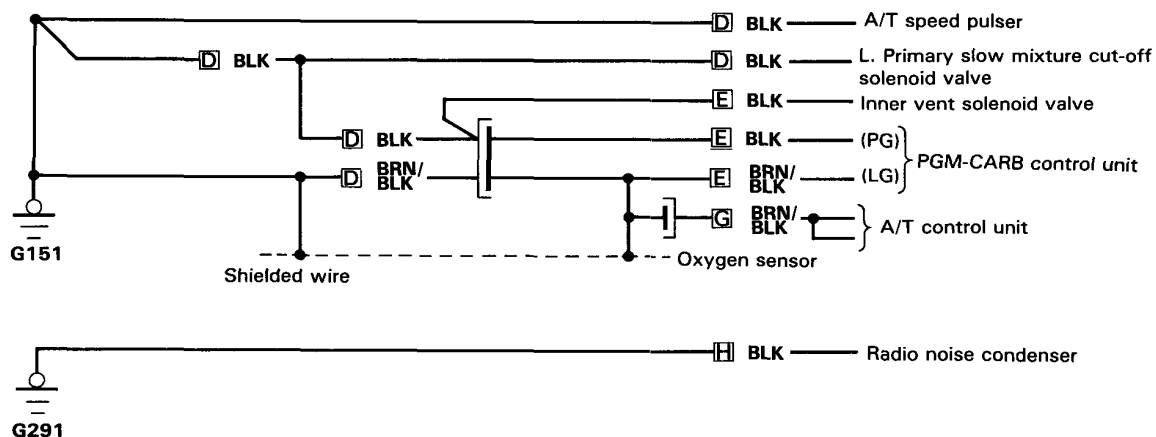 D BLK A/T speed pulser
D BLK D BLK L. Primary slow mixture cut-off
solenoid valve
E BLK Inner vent solenoid valve
D BLK E BLK (PG)
PGM-CARB control unit
D BRN/
BLK E BRN/
BLK (LG)
G BRN/
BLK A/T control unit
G151
Shielded wire
Oxygen sensor
H BLK Radio noise condenser
G291